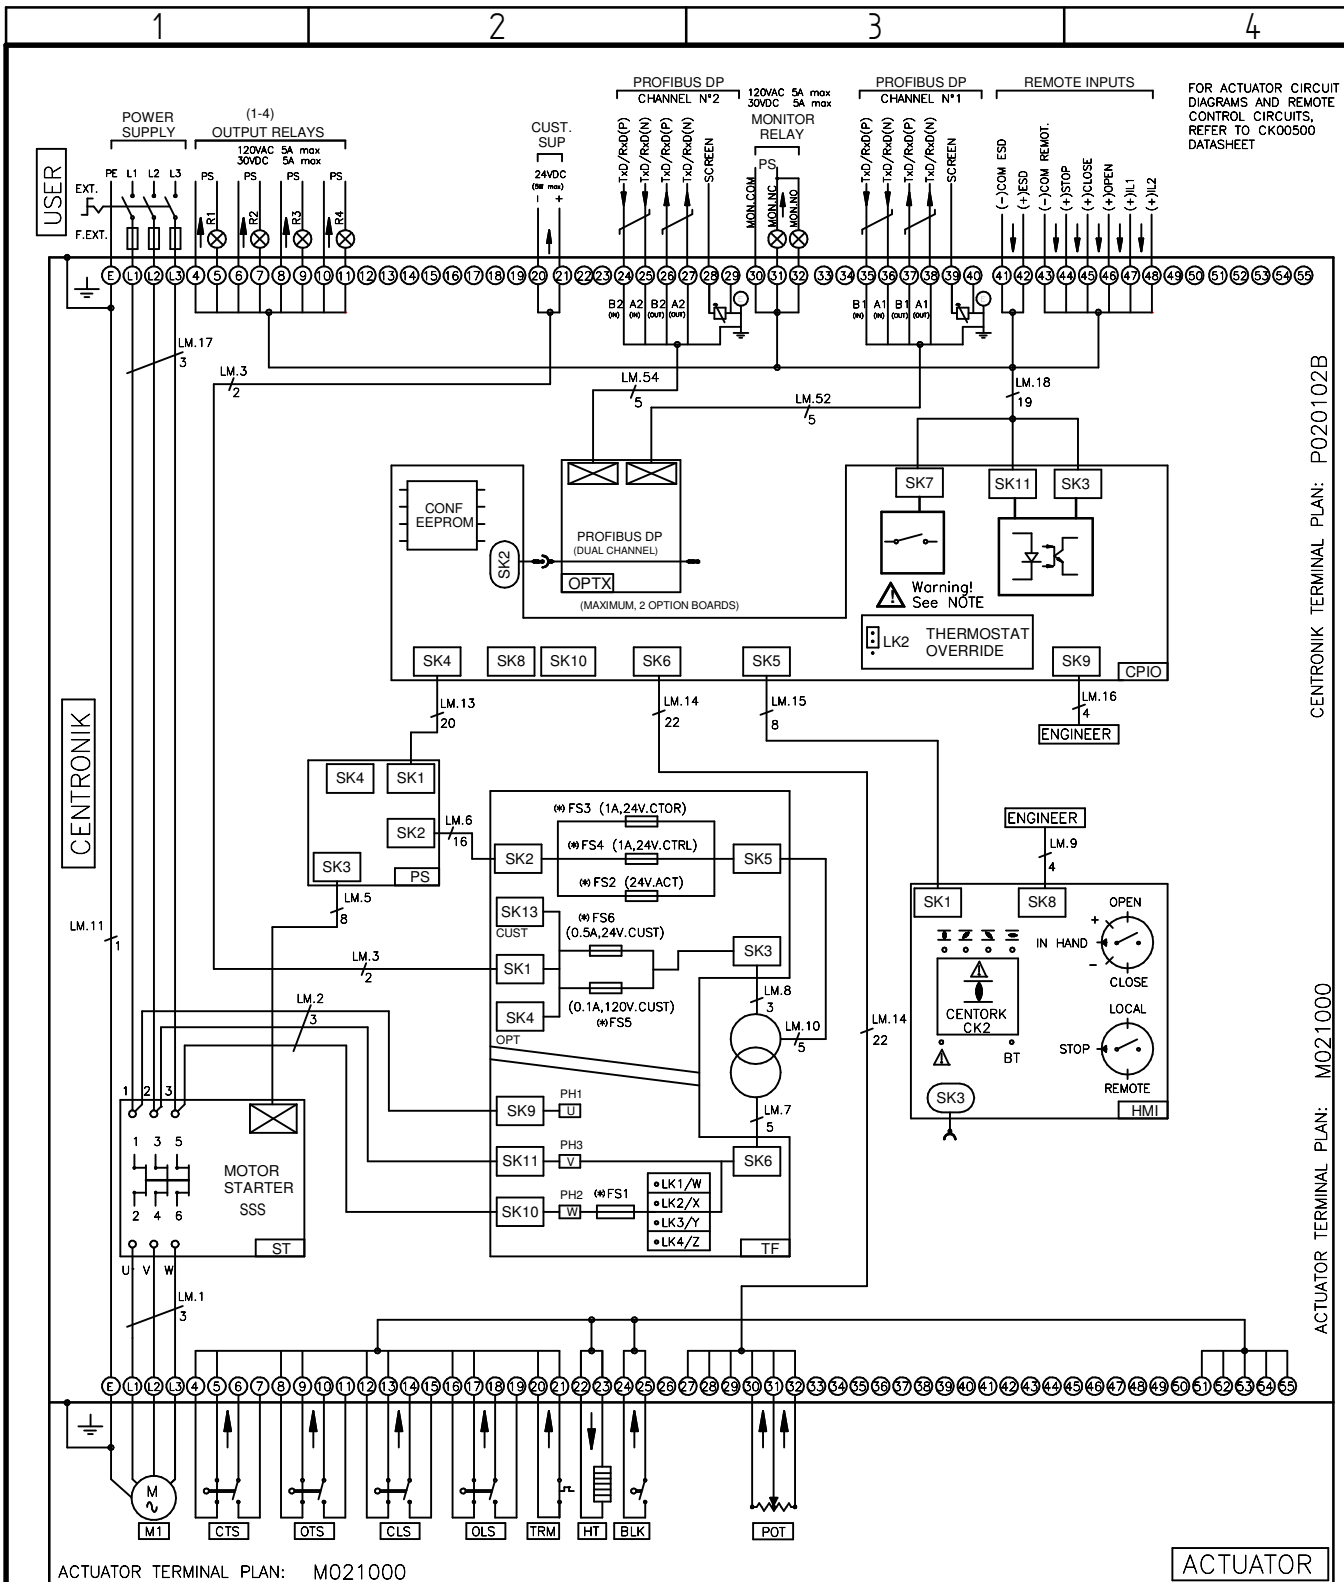 1 2 3 4
POWER
SUPPLY
(1-4)
OUTPUT RELAYS
120VAC 5A max
30VDC 5A max
CUST.
SUP
24VDC
(5W max)
- +
PROFIBUS DP
CHANNEL N°2
120VAC 5A max
30VDC 5A max
MONITOR
RELAY
PROFIBUS DP
CHANNEL N°1
REMOTE INPUTS
FOR ACTUATOR CIRCUIT
DIAGRAMS AND REMOTE
CONTROL CIRCUITS,
REFER TO CK00500
DATASHEET
USER
PE L1 L2 L3
EXT.
F.EXT.
PS PS PS PS
R1 R2 R3 R4
TxD/RxD(P)
TxD/RxD(N)
TxD/RxD(P)
TxD/RxD(N)
SCREEN
PS
MON.COM
MON.NC
MON.NO
TxD/RxD(P)
TxD/RxD(N)
TxD/RxD(P)
TxD/RxD(N)
SCREEN
(-)COM ESD
(+)ESD
(-)COM REMOT.
(+)STOP
(+)CLOSE
(+)OPEN
(+)IL1
(+)IL2
E L1 L2 L3 4 5 6 7 8 9 10 11 12 13 14 15 16 17 18 19 20 21 22 23 24 25 26 27 28 29 30 31 32 33 34 35 36 37 38 39 40 41 42 43 44 45 46 47 48 49 50 51 52 53 54 55
B2 A2 B2 A2
(IN) (IN) (OUT) (OUT)
E
B1 A1 B1 A1
(IN) (IN) (OUT) (OUT)
LM.17
3
LM.3
2
LM.54
5
LM.52
5
LM.18
19
CENTRONIK TERMINAL PLAN: P020102B
CONF
EEPROM
SK2
PROFIBUS DP
(DUAL CHANNEL)
OPTX
(MAXIMUM, 2 OPTION BOARDS)
SK7
SK11
SK3
Warning!
See NOTE
LK2
THERMOSTAT
OVERRIDE
SK4
SK8
SK10
SK6
SK5
SK9
CPIO
LM.13
20
LM.14
22
LM.15
8
LM.16
4
ENGINEER
CENTRONIK
SK4
SK1
SK2
SK3
PS
LM.6
16
LM.5
8
(*)FS3 (1A,24V.CTOR)
(*)FS4 (1A,24V.CTRL)
(*)FS2 (24V.ACT)
SK2
SK5
SK13
CUST
(*)FS6
(0.5A,24V.CUST)
SK1
SK3
SK4
OPT
(0.1A,120V.CUST)
(*)FS5
LM.8
3
LM.10
5
LM.14
22
LM.11
1
LM.3
2
LM.2
3
ENGINEER
LM.9
4
SK1
SK8
OPEN
+
IN HAND
-
CLOSE
CENTORK
CK2
BT
LOCAL
STOP
REMOTE
SK3
HMI
ACTUATOR TERMINAL PLAN: M021000
1 2 3
1 3 5
2 4 6
MOTOR
STARTER
SSS
ST
U V W
SK9
PH1
U
LM.7
5
SK11
PH3
V
SK6
SK10
PH2
W
(*)FS1
LK1/W
LK2/X
LK3/Y
LK4/Z
TF
LM.1
3
E L1 L2 L3 4 5 6 7 8 9 10 11 12 13 14 15 16 17 18 19 20 21 22 23 24 25 26 27 28 29 30 31 32 33 34 35 36 37 38 39 40 41 42 43 44 45 46 47 48 49 50 51 52 53 54 55
M
M1
CTS
OTS
CLS
OLS
TRM
HT
BLK
POT
ACTUATOR TERMINAL PLAN: M021000
ACTUATOR